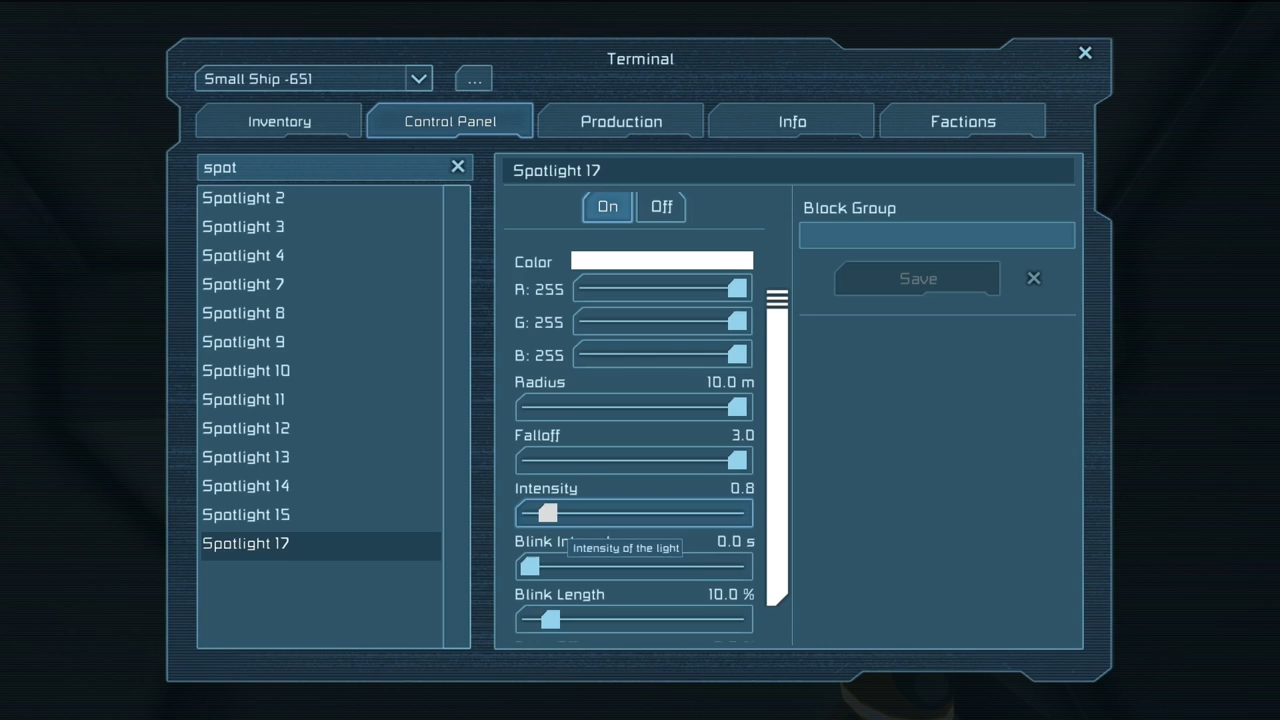 Terminal
Small Ship -651
...
Inventory
Control Panel
Production
Info
Factions
spot
Spotlight 2
Spotlight 3
Spotlight 4
Spotlight 7
Spotlight 8
Spotlight 9
Spotlight 10
Spotlight 11
Spotlight 12
Spotlight 13
Spotlight 14
Spotlight 15
Spotlight 17
Spotlight 17
On Off
Color
R: 255
G: 255
B: 255
Radius 10.0 m
Falloff 3.0
Intensity 0.8
Blink 0.0 s
Intensity of the light
Blink Length 10.0 %
Block Group
Save